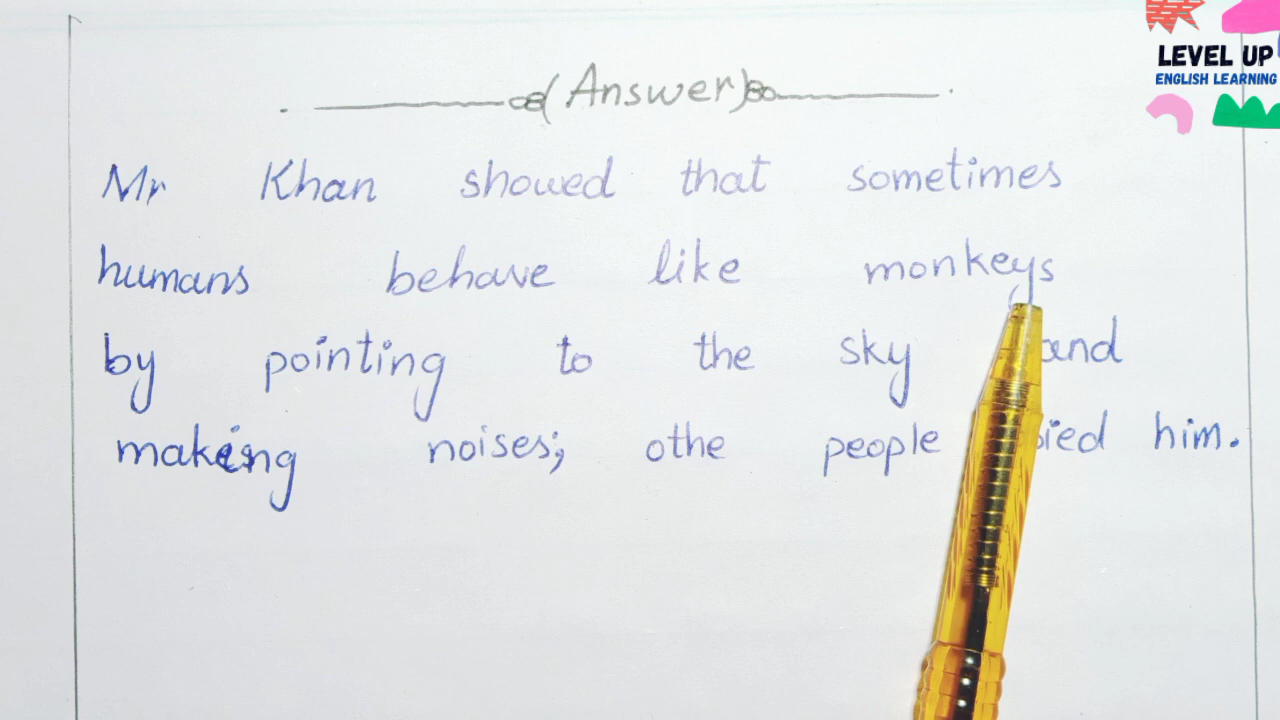 LEVEL UP
ENGLISH LEARNING
(Answer)
Mr Khan showed that sometimes
humans behave like monkeys
by pointing to the sky and
making noises; othe people him.